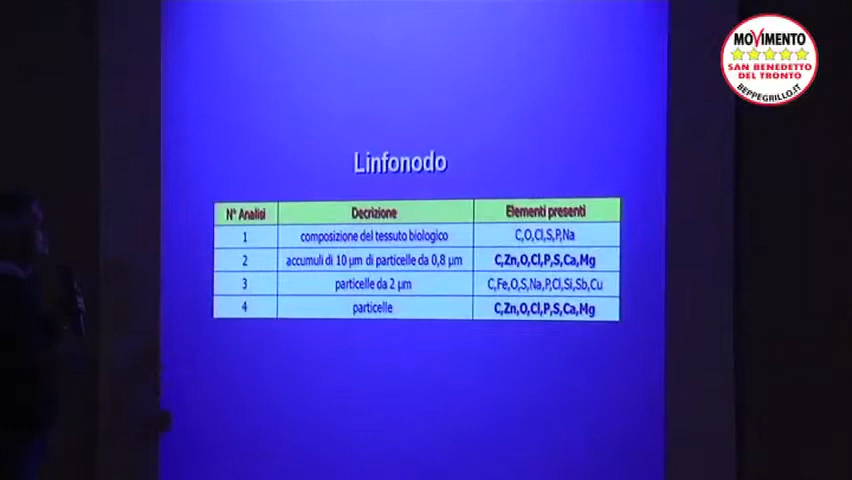 MOVIMENTO
SAN BENEDETTO
DEL TRONTO
BEPPEGRILLO.IT
Linfonodo
N° Analisi Decrizione Elementi presenti
1 composizione del tessuto biologico C,O,Cl,S,P,Na
2 accumuli di 10 µm di particelle da 0,8 µm C,Zn,O,Cl,P,S,Ca,Mg
3 particelle da 2 µm C,Fe,O,S,Na,P,Cl,Si,Sb,Cu
4 particelle C,Zn,O,Cl,P,S,Ca,Mg